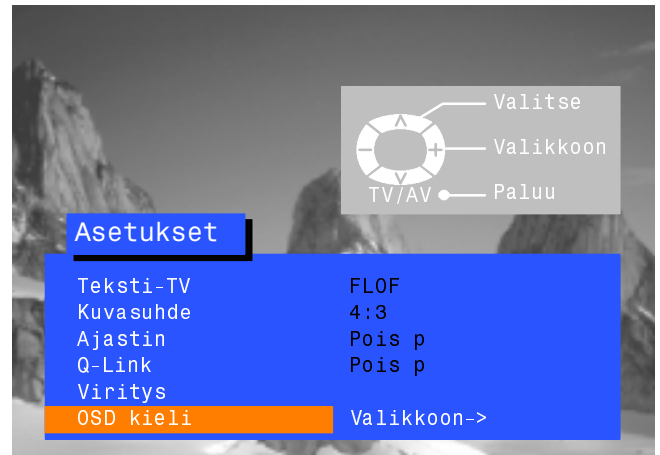 Valitse
Valikkoon
TV/AV Paluu
Asetukset
Teksti-TV FLOF
Kuvasuhde 4:3
Ajastin Pois p
Q-Link Pois p
Viritys
OSD kieli Valikkoon->